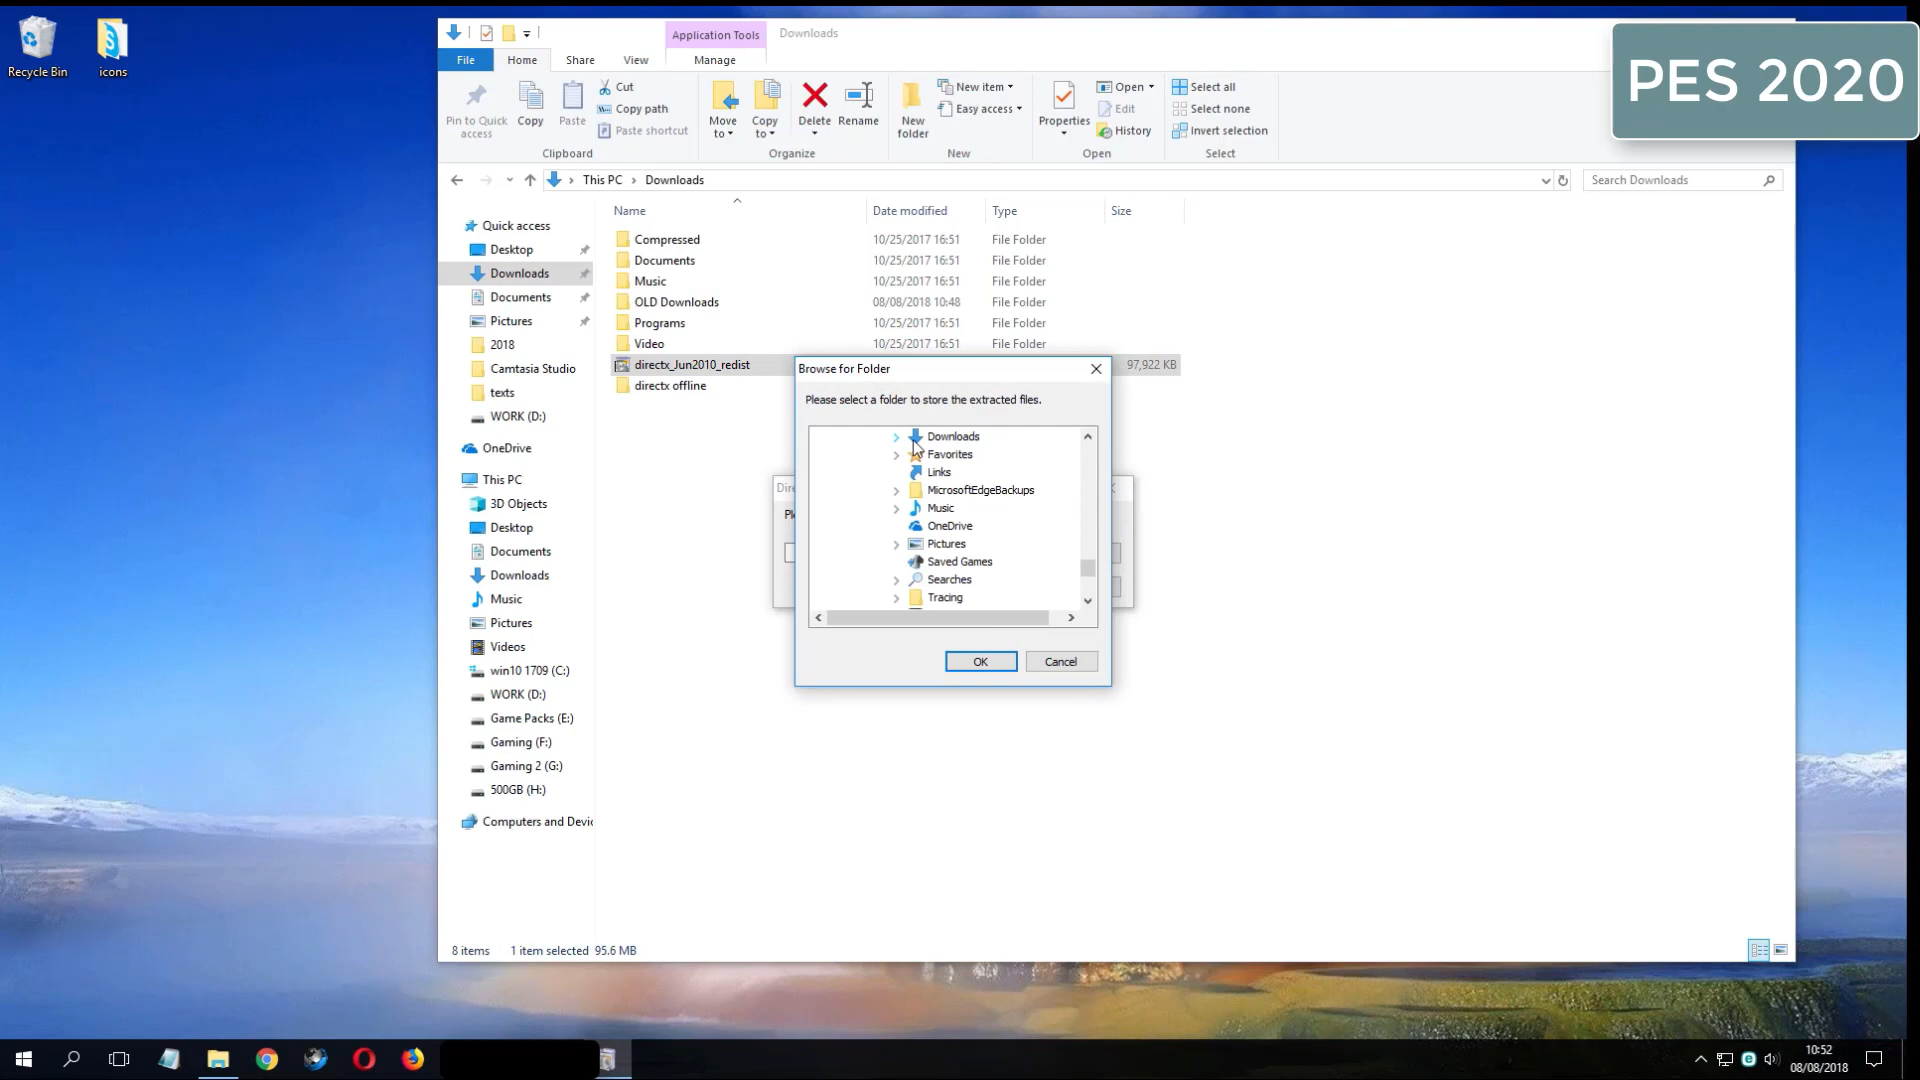 Recycle Bin
icons
Application Tools
Downloads
PES 2020
File
Home
Share
View
Manage
Pin to Quick access
Copy
Paste
Cut
Copy path
Paste shortcut
Move to
Copy to
Delete
Rename
New folder
New item
Easy access
Properties
Open
Edit
History
Select all
Select none
Invert selection
Clipboard
Organize
New
Open
Select
This PC
Downloads
Search Downloads
Name
Date modified
Type
Size
Quick access
Desktop
Downloads
Documents
Pictures
2018
Camtasia Studio
texts
WORK (D:)
OneDrive
This PC
3D Objects
Desktop
Documents
Downloads
Music
Pictures
Videos
win10 1709 (C:)
WORK (D:)
Game Packs (E:)
Gaming (F:)
Gaming 2 (G:)
500GB (H:)
Computers and Devi
Compressed 10/25/2017 16:51 File Folder
Documents 10/25/2017 16:51 File Folder
Music 10/25/2017 16:51 File Folder
OLD Downloads 08/08/2018 10:48 File Folder
Programs 10/25/2017 16:51 File Folder
Video 10/25/2017 16:51 File Folder
directx_Jun2010_redist 97,922 KB
directx offline
Browse for Folder
Please select a folder to store the extracted files.
Downloads
Favorites
Links
MicrosoftEdgeBackups
Music
OneDrive
Pictures
Saved Games
Searches
Tracing
OK
Cancel
Dire
Ple
8 items 1 item selected 95.6 MB
10:52
08/08/2018